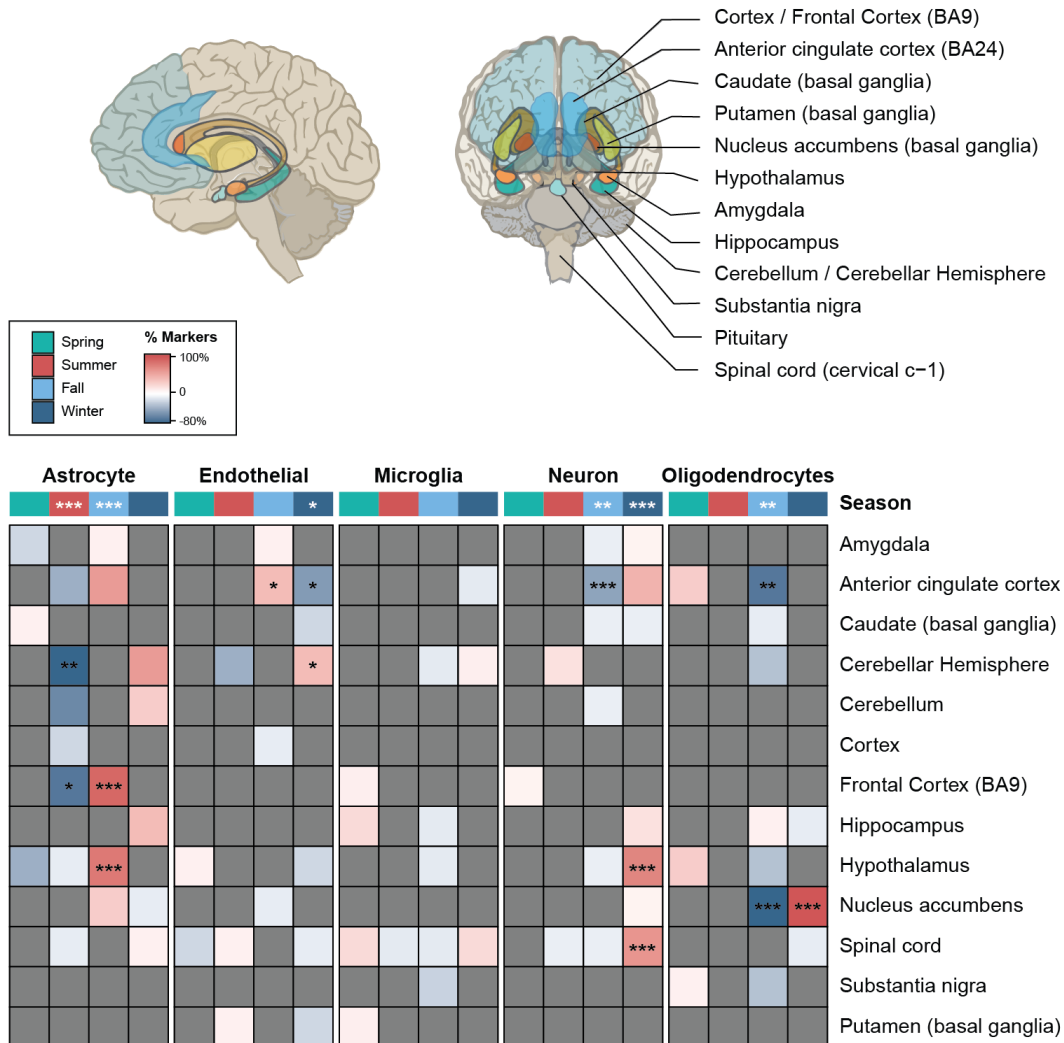 Cortex / Frontal Cortex (BA9)
Anterior cingulate cortex (BA24)
Caudate (basal ganglia)
Putamen (basal ganglia)
Nucleus accumbens (basal ganglia)
Hypothalamus
Amygdala
Hippocampus
Cerebellum / Cerebellar Hemisphere
Substantia nigra
Pituitary
Spinal cord (cervical c−1)
Spring
Summer
Fall
Winter
% Markers
100%
0
-80%
Astrocyte Endothelial Microglia Neuron Oligodendrocytes
*** *** * ** *** ** Season
Amygdala
* * *** ** Anterior cingulate cortex
Caudate (basal ganglia)
** * Cerebellar Hemisphere
Cerebellum
Cortex
* *** Frontal Cortex (BA9)
Hippocampus
*** *** Hypothalamus
*** *** Nucleus accumbens
*** Spinal cord
Substantia nigra
Putamen (basal ganglia)